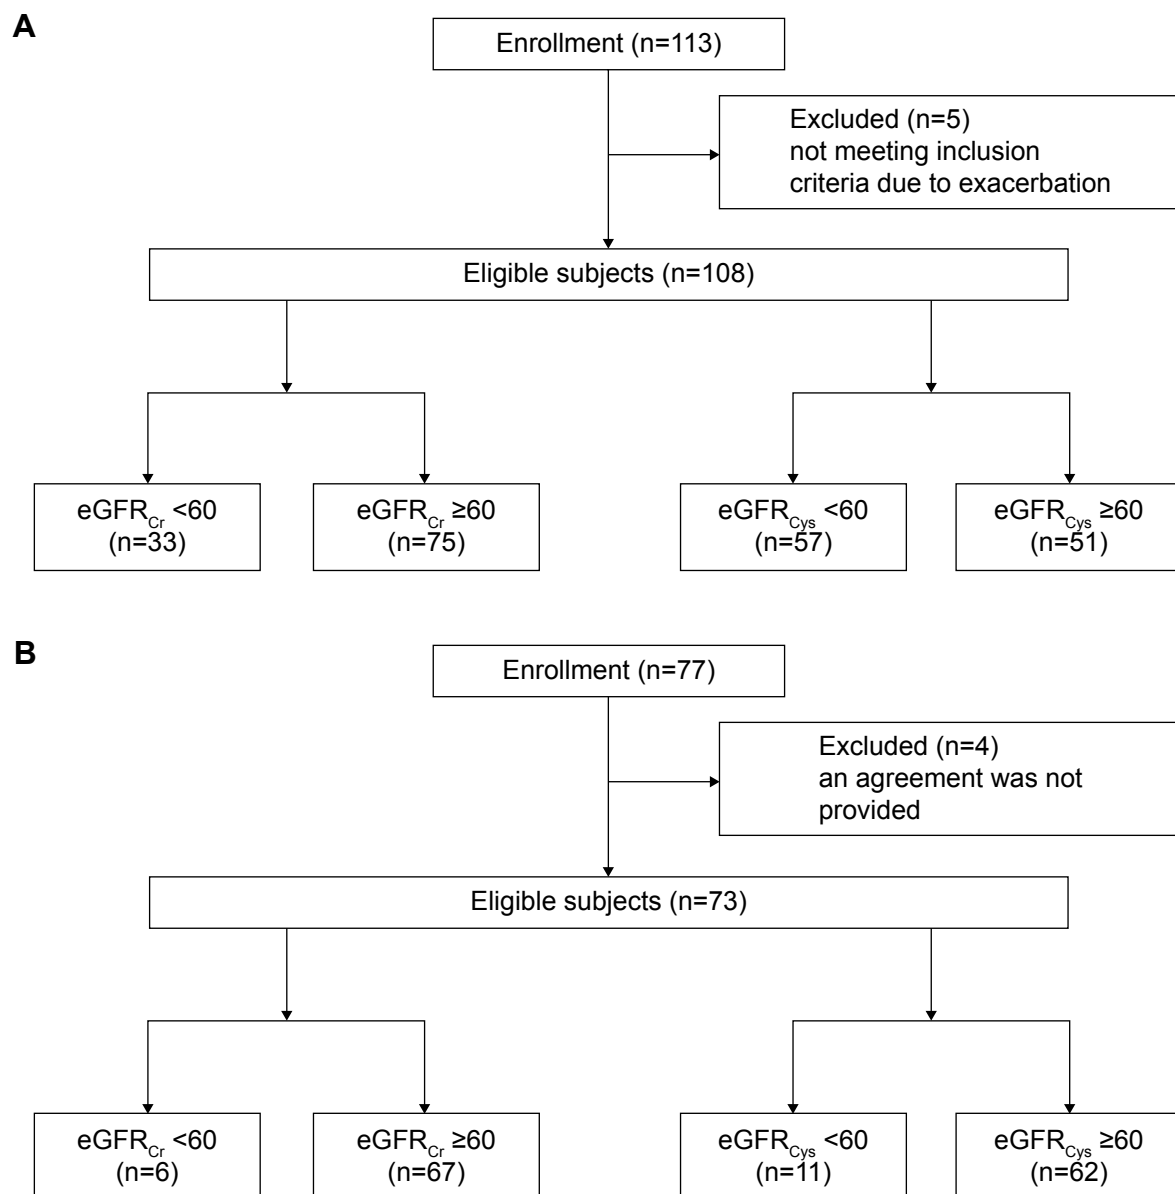 A
Enrollment (n=113)
Excluded (n=5)
not meeting inclusion
criteria due to exacerbation
Eligible subjects (n=108)
eGFRCr <60
(n=33)
eGFRCr ≥60
(n=75)
eGFRCys <60
(n=57)
eGFRCys ≥60
(n=51)
B
Enrollment (n=77)
Excluded (n=4)
an agreement was not
provided
Eligible subjects (n=73)
eGFRCr <60
(n=6)
eGFRCr ≥60
(n=67)
eGFRCys <60
(n=11)
eGFRCys ≥60
(n=62)